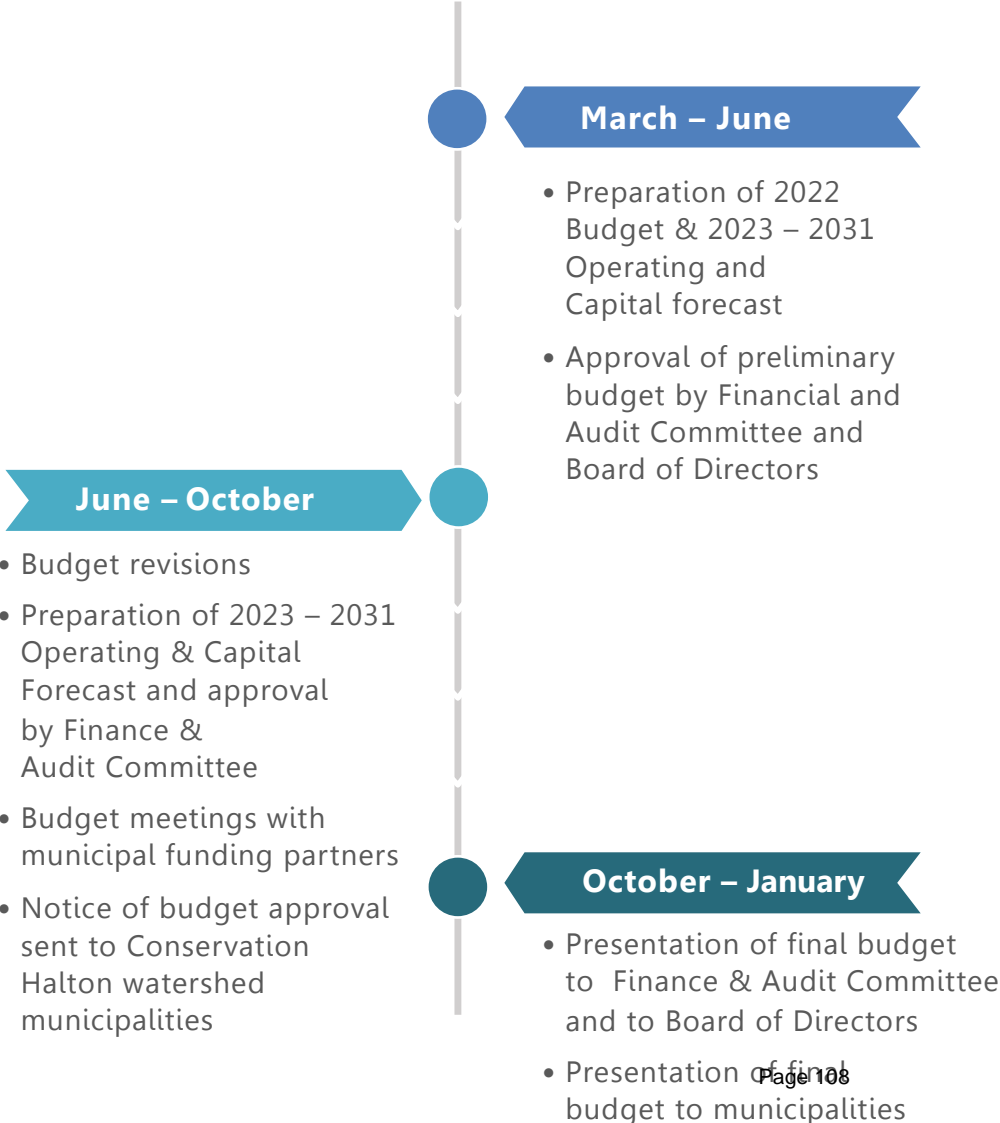 March – June
• Preparation of 2022
Budget & 2023 – 2031
Operating and
Capital forecast
• Approval of preliminary
budget by Financial and
Audit Committee and
Board of Directors
June – October
• Budget revisions
• Preparation of 2023 – 2031
Operating & Capital
Forecast and approval
by Finance &
Audit Committee
• Budget meetings with
municipal funding partners
• Notice of budget approval
sent to Conservation
Halton watershed
municipalities
October – January
• Presentation of final budget
to Finance & Audit Committee
and to Board of Directors
• Presentation of final
budget to municipalities
Page 108